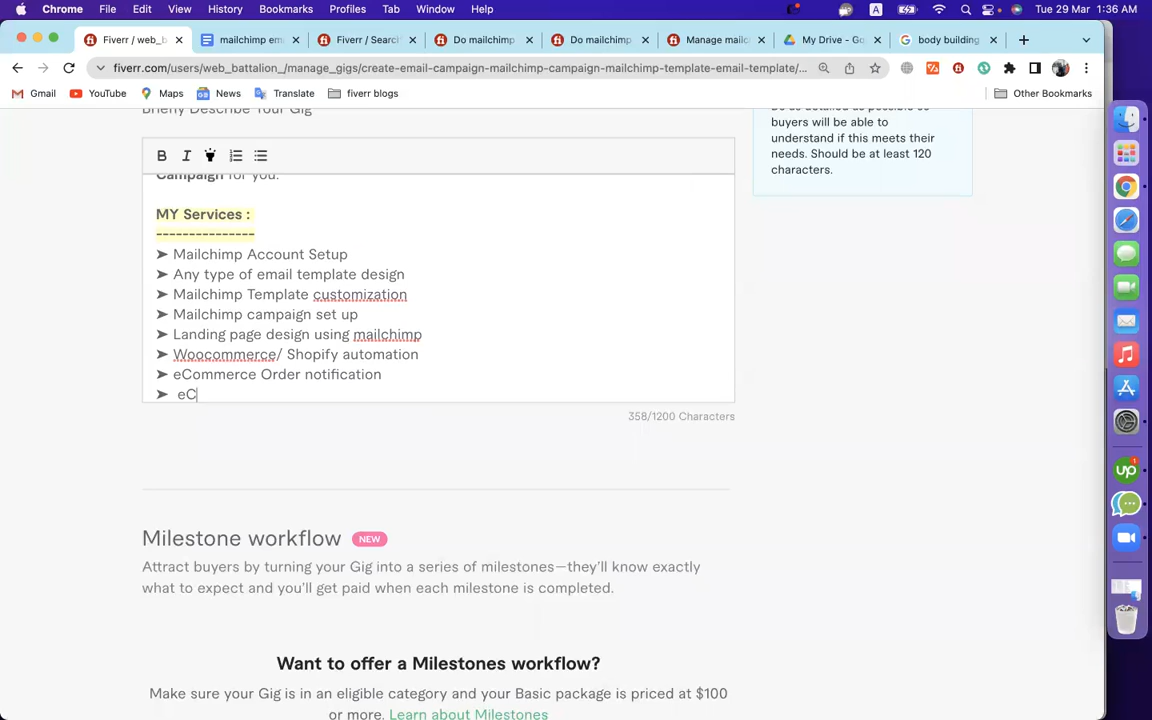 Chrome File Edit View History Bookmarks Profiles Tab Window Help A Tue 29 Mar 1:36 AM
Fiverr / web_b mailchimp em Fiverr / Search Do mailchimp Do mailchimp Manage mailc My Drive - Go body building
fiverr.com/users/web_battalion_/manage_gigs/create-email-campaign-mailchimp-campaign-mailchimp-template-email-template/...
Gmail YouTube Maps News Translate fiverr blogs Other Bookmarks
Briefly Describe Your Gig
buyers will be able to
understand if this meets their
needs. Should be at least 120
characters.
B I
Campaign for you.
MY Services :
---------------
➤ Mailchimp Account Setup
➤ Any type of email template design
➤ Mailchimp Template customization
➤ Mailchimp campaign set up
➤ Landing page design using mailchimp
➤ Woocommerce/ Shopify automation
➤ eCommerce Order notification
➤ eC
358/1200 Characters
Milestone workflow NEW
Attract buyers by turning your Gig into a series of milestones—they'll know exactly
what to expect and you'll get paid when each milestone is completed.
Want to offer a Milestones workflow?
Make sure your Gig is in an eligible category and your Basic package is priced at $100
or more. Learn about Milestones
up 1